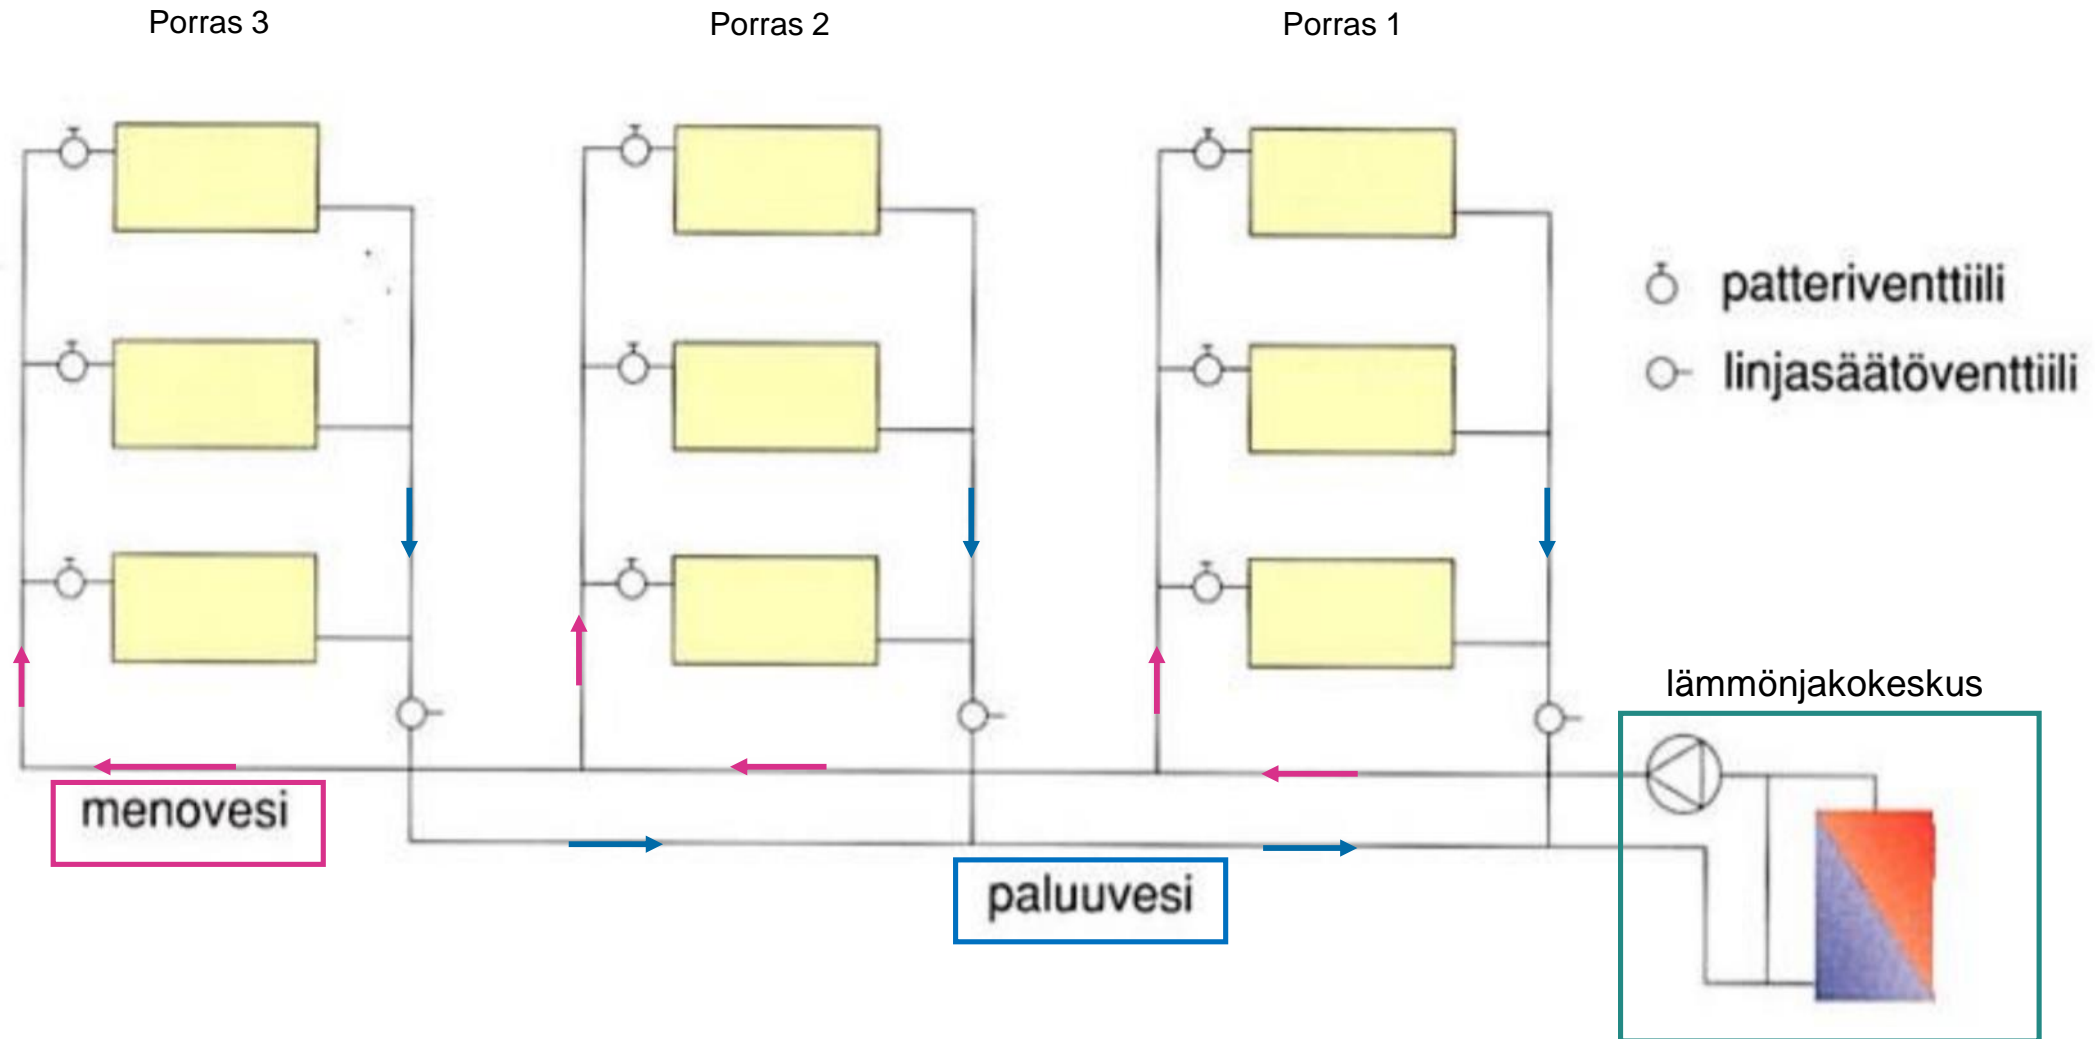 Porras 3
Porras 2
Porras 1
patteriventtiili
linjasäätöventtiili
lämmönjakokeskus
menovesi
paluuvesi